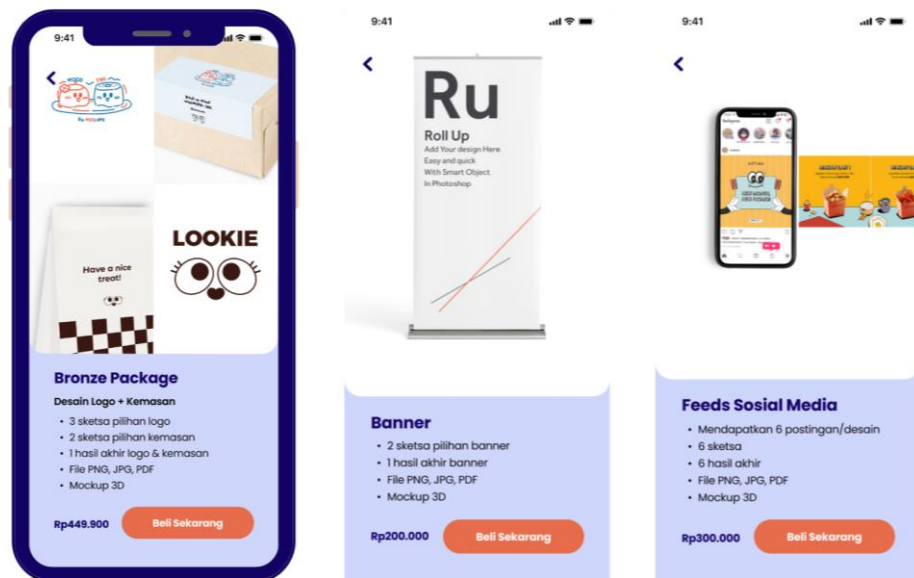 9:41
Have a nice
treat!
LOOKIE
Bronze Package
Desain Logo + Kemasan
• 3 sketsa pilihan logo
• 2 sketsa pilihan kemasan
• 1 hasil akhir logo & kemasan
• File PNG, JPG, PDF
• Mockup 3D
Rp449.900
Beli Sekarang
9:41
Ru
Roll Up
Add Your design Here
Easy and quick
With Smart Object
In Photoshop
Banner
• 2 sketsa pilihan banner
• 1 hasil akhir banner
• File PNG, JPG, PDF
• Mockup 3D
Rp200.000
Beli Sekarang
9:41
Feeds Sosial Media
• Mendapatkan 6 postingan/desain
• 6 sketsa
• 6 hasil akhir
• File PNG, JPG, PDF
• Mockup 3D
Rp300.000
Beli Sekarang